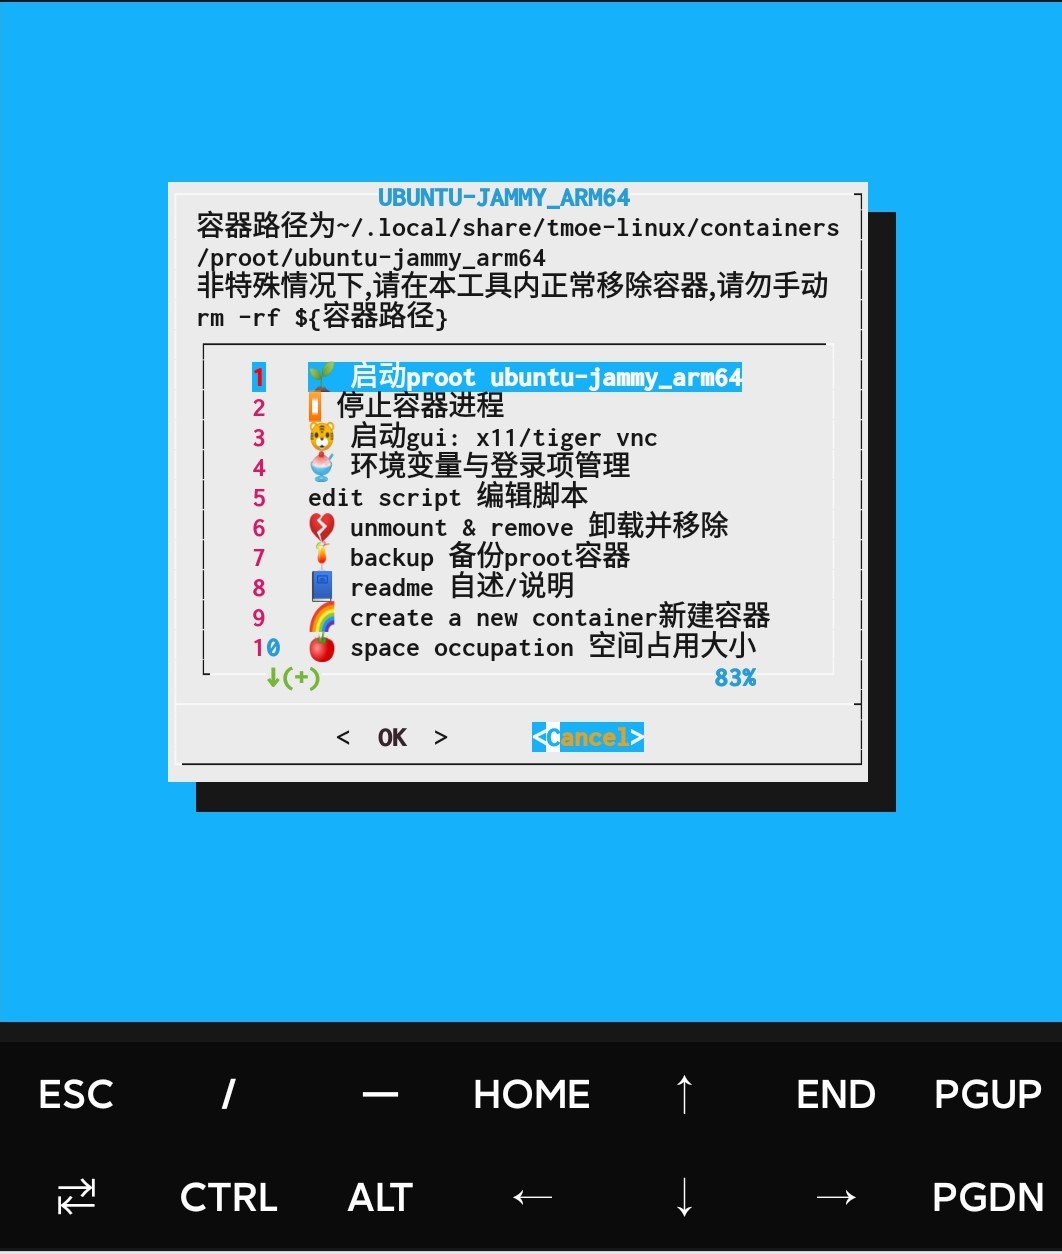 UBUNTU-JAMMY_ARM64
容器路径为~/.local/share/tmoe-linux/containers
/proot/ubuntu-jammy_arm64
非特殊情况下,请在本工具内正常移除容器,请勿手动
rm -rf ${容器路径}
1 🌱 启动proot ubuntu-jammy_arm64
2 停止容器进程
3 🐯 启动gui: x11/tiger vnc
4 🍧 环境变量与登录项管理
5 edit script 编辑脚本
6 💔 unmount & remove 卸载并移除
7 backup 备份proot容器
8 📘 readme 自述/说明
9 🌈 create a new container新建容器
10 🍎 space occupation 空间占用大小
↓(+) 83%
< OK > <Cancel>
ESC / — HOME ↑ END PGUP
⇄ CTRL ALT ← ↓ → PGDN